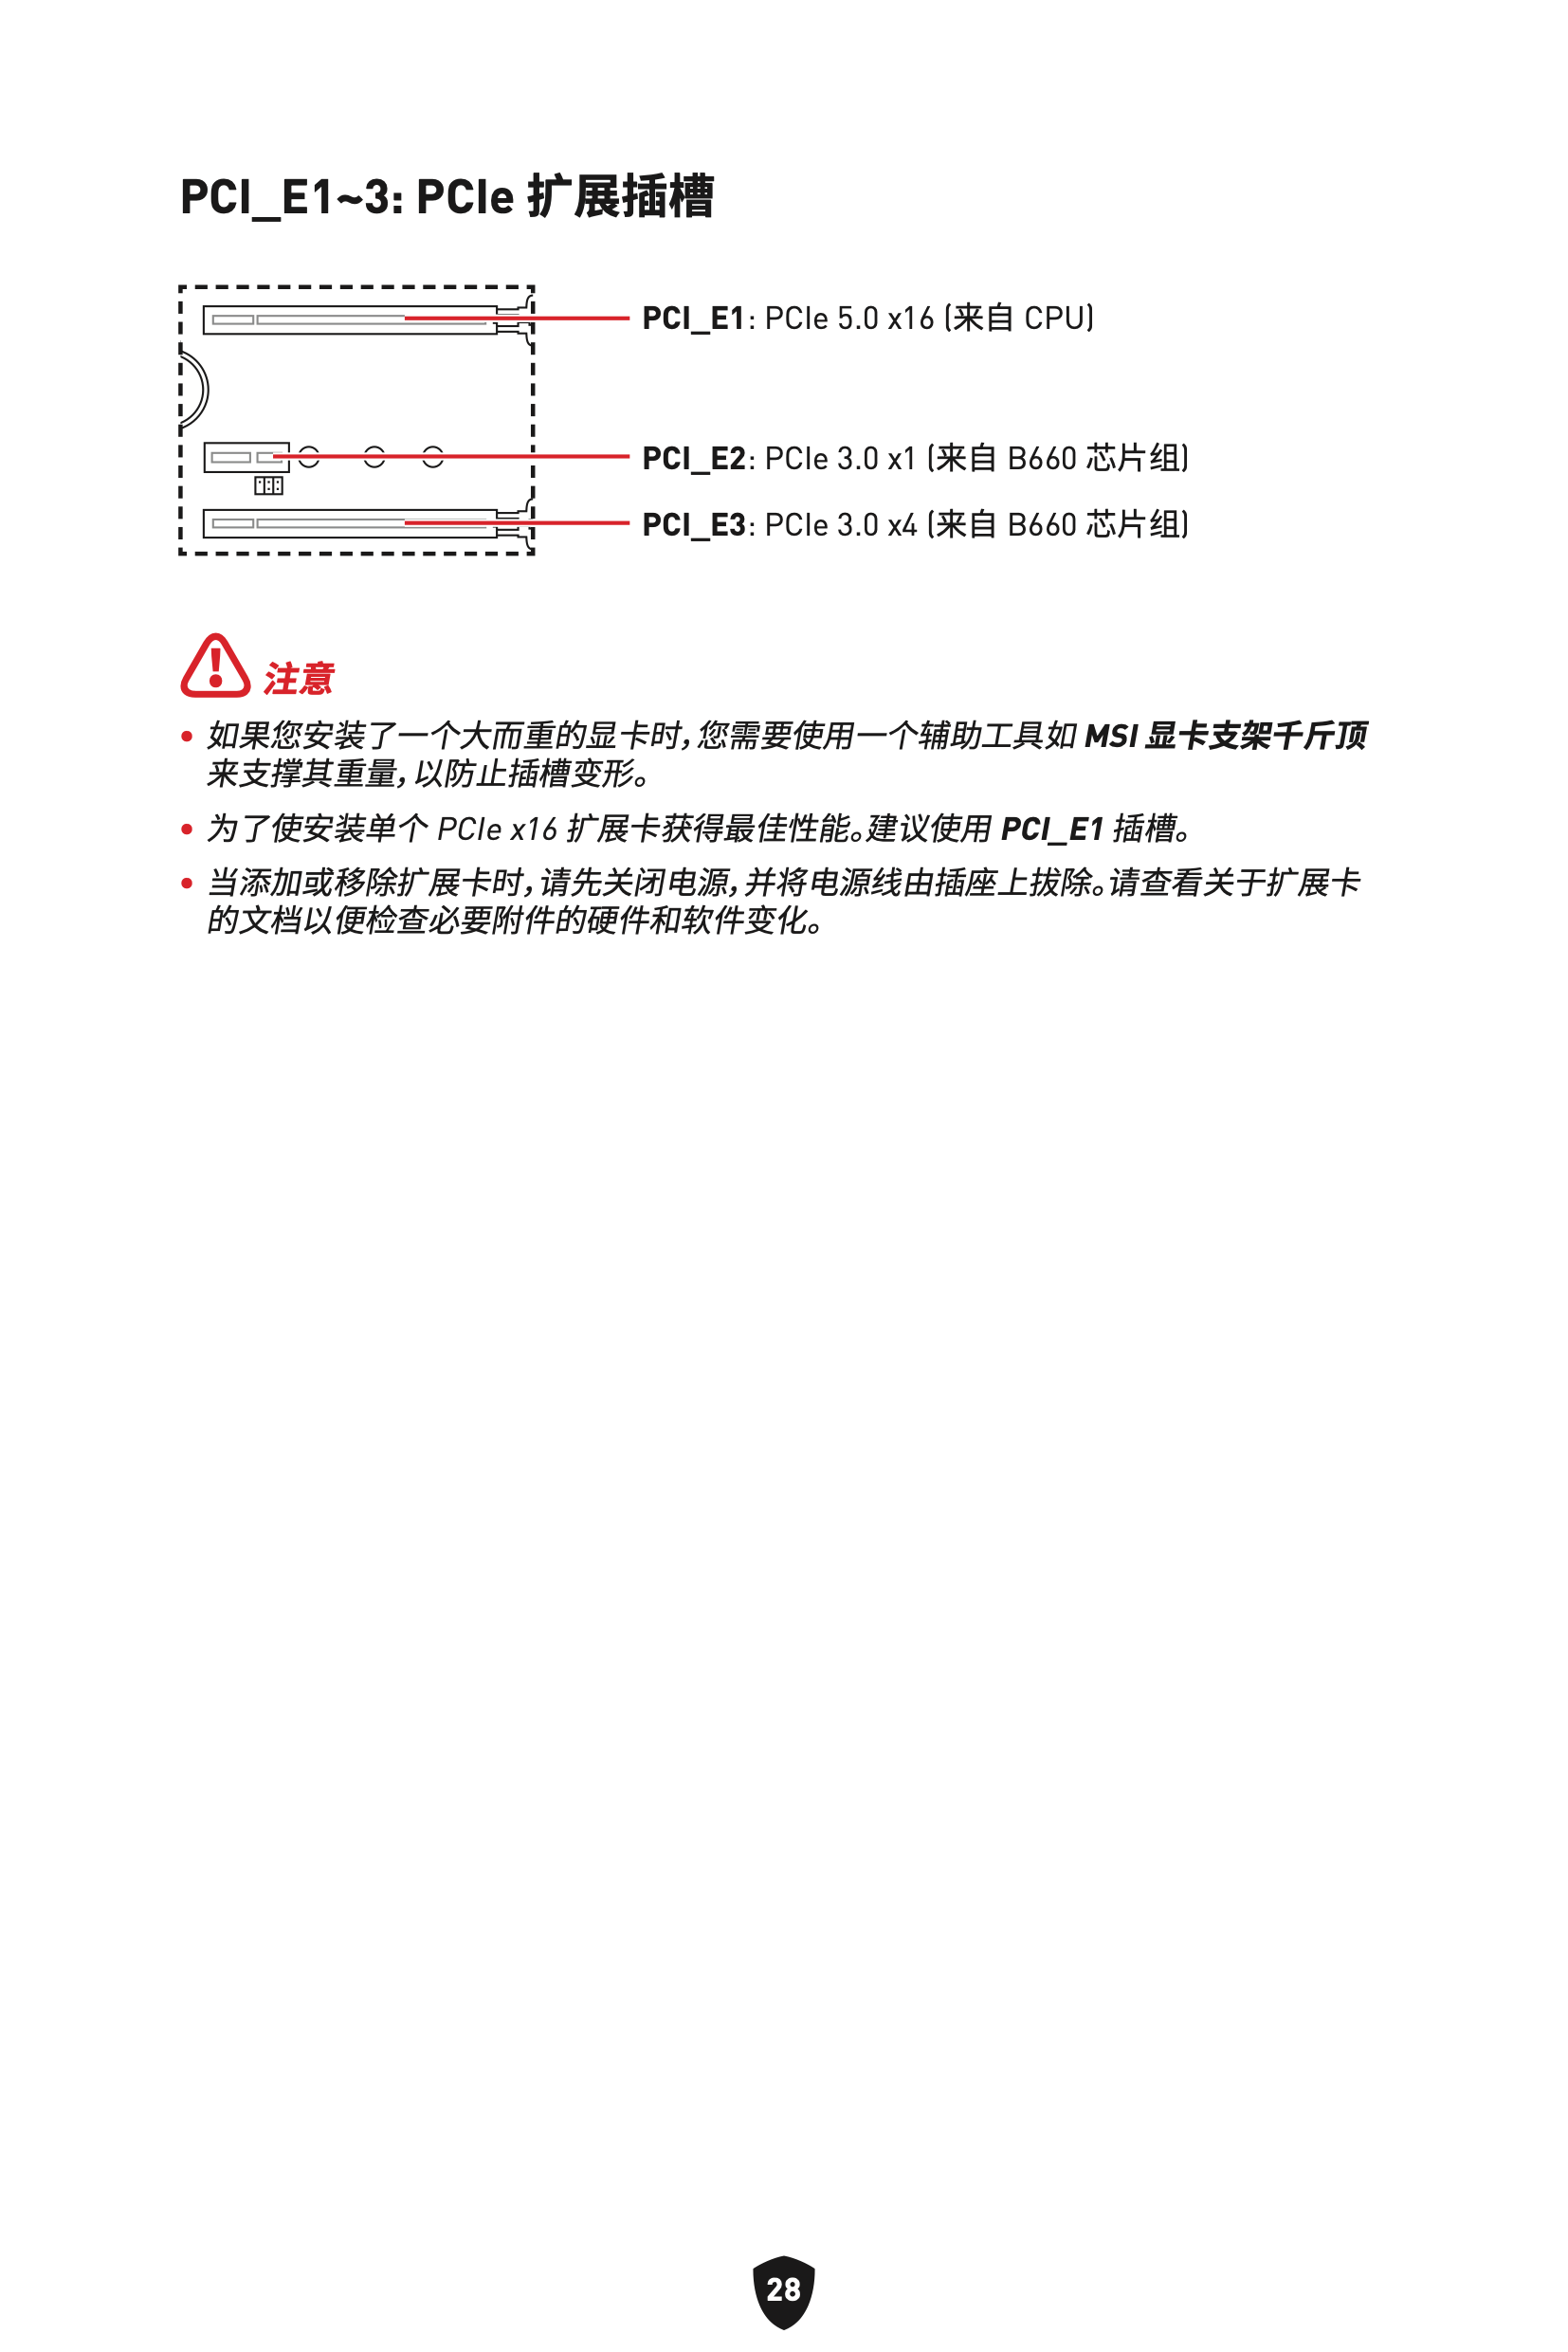 PCI_E1~3: PCIe 扩展插槽
PCI_E1: PCIe 5.0 x16 (来自 CPU)
PCI_E2: PCIe 3.0 x1 (来自 B660 芯片组)
PCI_E3: PCIe 3.0 x4 (来自 B660 芯片组)
注意
• 如果您安装了一个大而重的显卡时，您需要使用一个辅助工具如 MSI 显卡支架千斤顶
来支撑其重量，以防止插槽变形。
• 为了使安装单个 PCIe x16 扩展卡获得最佳性能。建议使用 PCI_E1 插槽。
• 当添加或移除扩展卡时，请先关闭电源，并将电源线由插座上拔除。请查看关于扩展卡
的文档以便检查必要附件的硬件和软件变化。
28